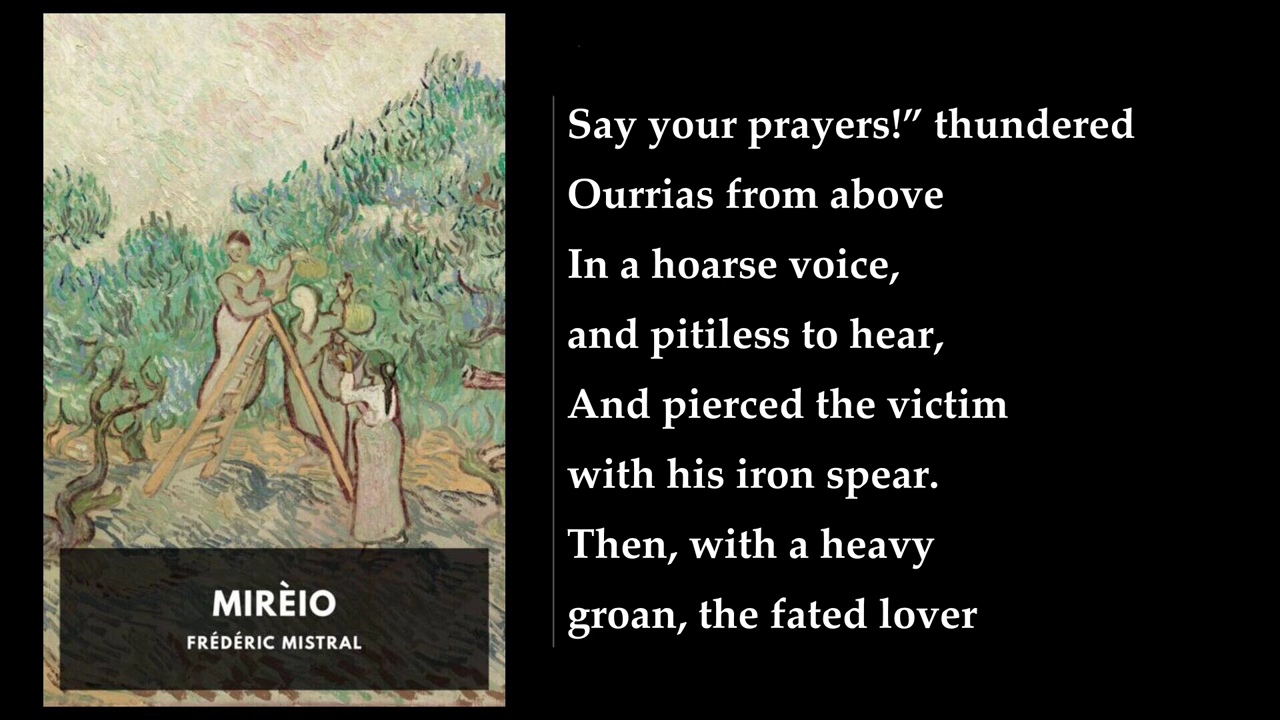 MIRÈIO
FRÉDÉRIC MISTRAL
Say your prayers!” thundered
Ourrias from above
In a hoarse voice,
and pitiless to hear,
And pierced the victim
with his iron spear.
Then, with a heavy
groan, the fated lover